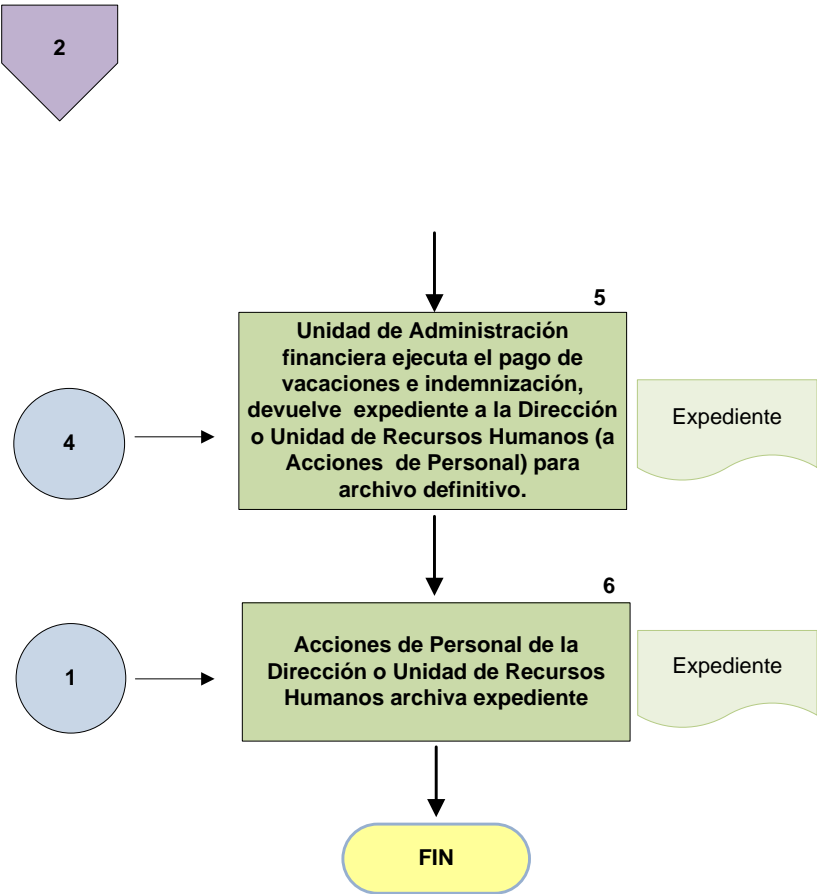 2
5
Unidad de Administración
financiera ejecuta el pago de
vacaciones e indemnización,
devuelve expediente a la Dirección
o Unidad de Recursos Humanos (a
Acciones de Personal) para
archivo definitivo.
Expediente
4
6
Acciones de Personal de la
Dirección o Unidad de Recursos
Humanos archiva expediente
Expediente
1
FIN